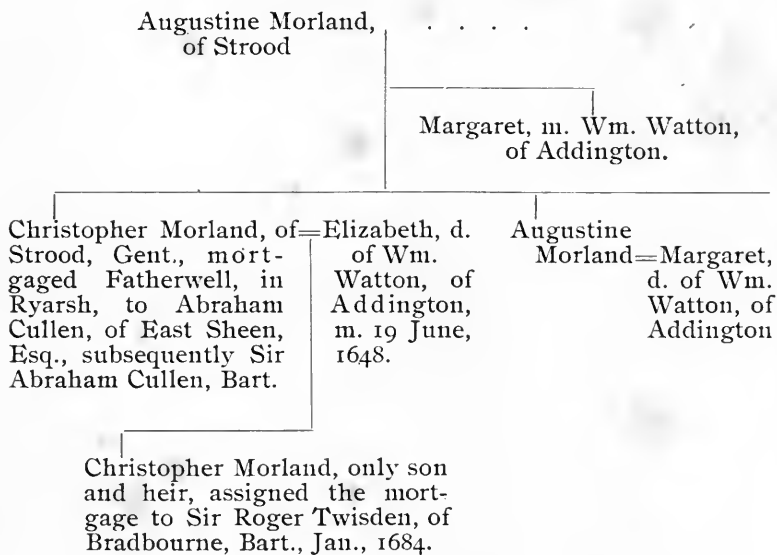 Augustine Morland, . . . .
of Strood
Margaret, m. Wm. Watton,
of Addington.
Christopher Morland, of=Elizabeth, d.
Strood, Gent., mort-
gaged Fatherwell, in
Ryarsh, to Abraham
Cullen, of East Sheen,
Esq., subsequently Sir
Abraham Cullen, Bart.
of Wm.
Watton, of
Addington,
m. 19 June,
1648.
Augustine
Morland=Margaret,
d. of Wm.
Watton, of
Addington
Christopher Morland, only son
and heir, assigned the mort-
gage to Sir Roger Twisden, of
Bradbourne, Bart., Jan., 1684.